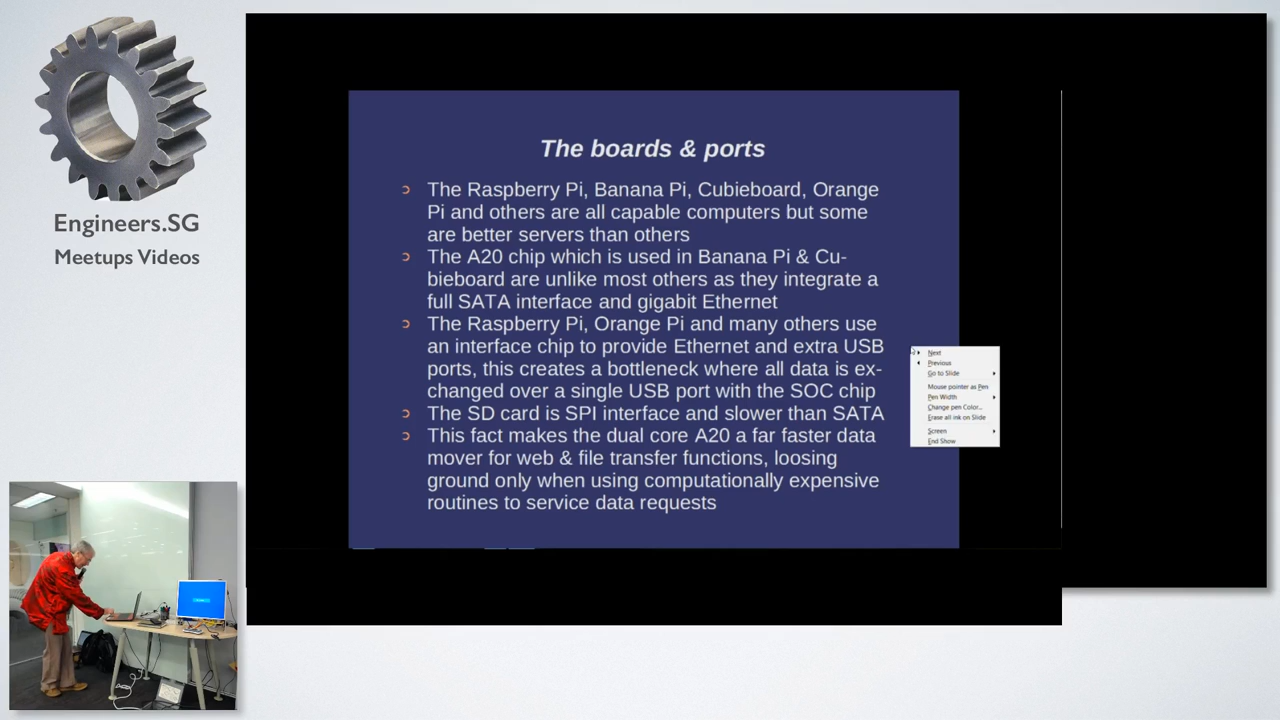 Engineers.SG
Meetups Videos
The boards & ports
The Raspberry Pi, Banana Pi, Cubieboard, Orange
Pi and others are all capable computers but some
are better servers than others
The A20 chip which is used in Banana Pi & Cu-
bieboard are unlike most others as they integrate a
full SATA interface and gigabit Ethernet
The Raspberry Pi, Orange Pi and many others use
an interface chip to provide Ethernet and extra USB
ports, this creates a bottleneck where all data is ex-
changed over a single USB port with the SOC chip
The SD card is SPI interface and slower than SATA
This fact makes the dual core A20 a far faster data
mover for web & file transfer functions, loosing
ground only when using computationally expensive
routines to service data requests
Next
Previous
Go to Slide
Mouse pointer as Pen
Pen Width
Change pen Color...
Erase all ink on Slide
Screen
End Show